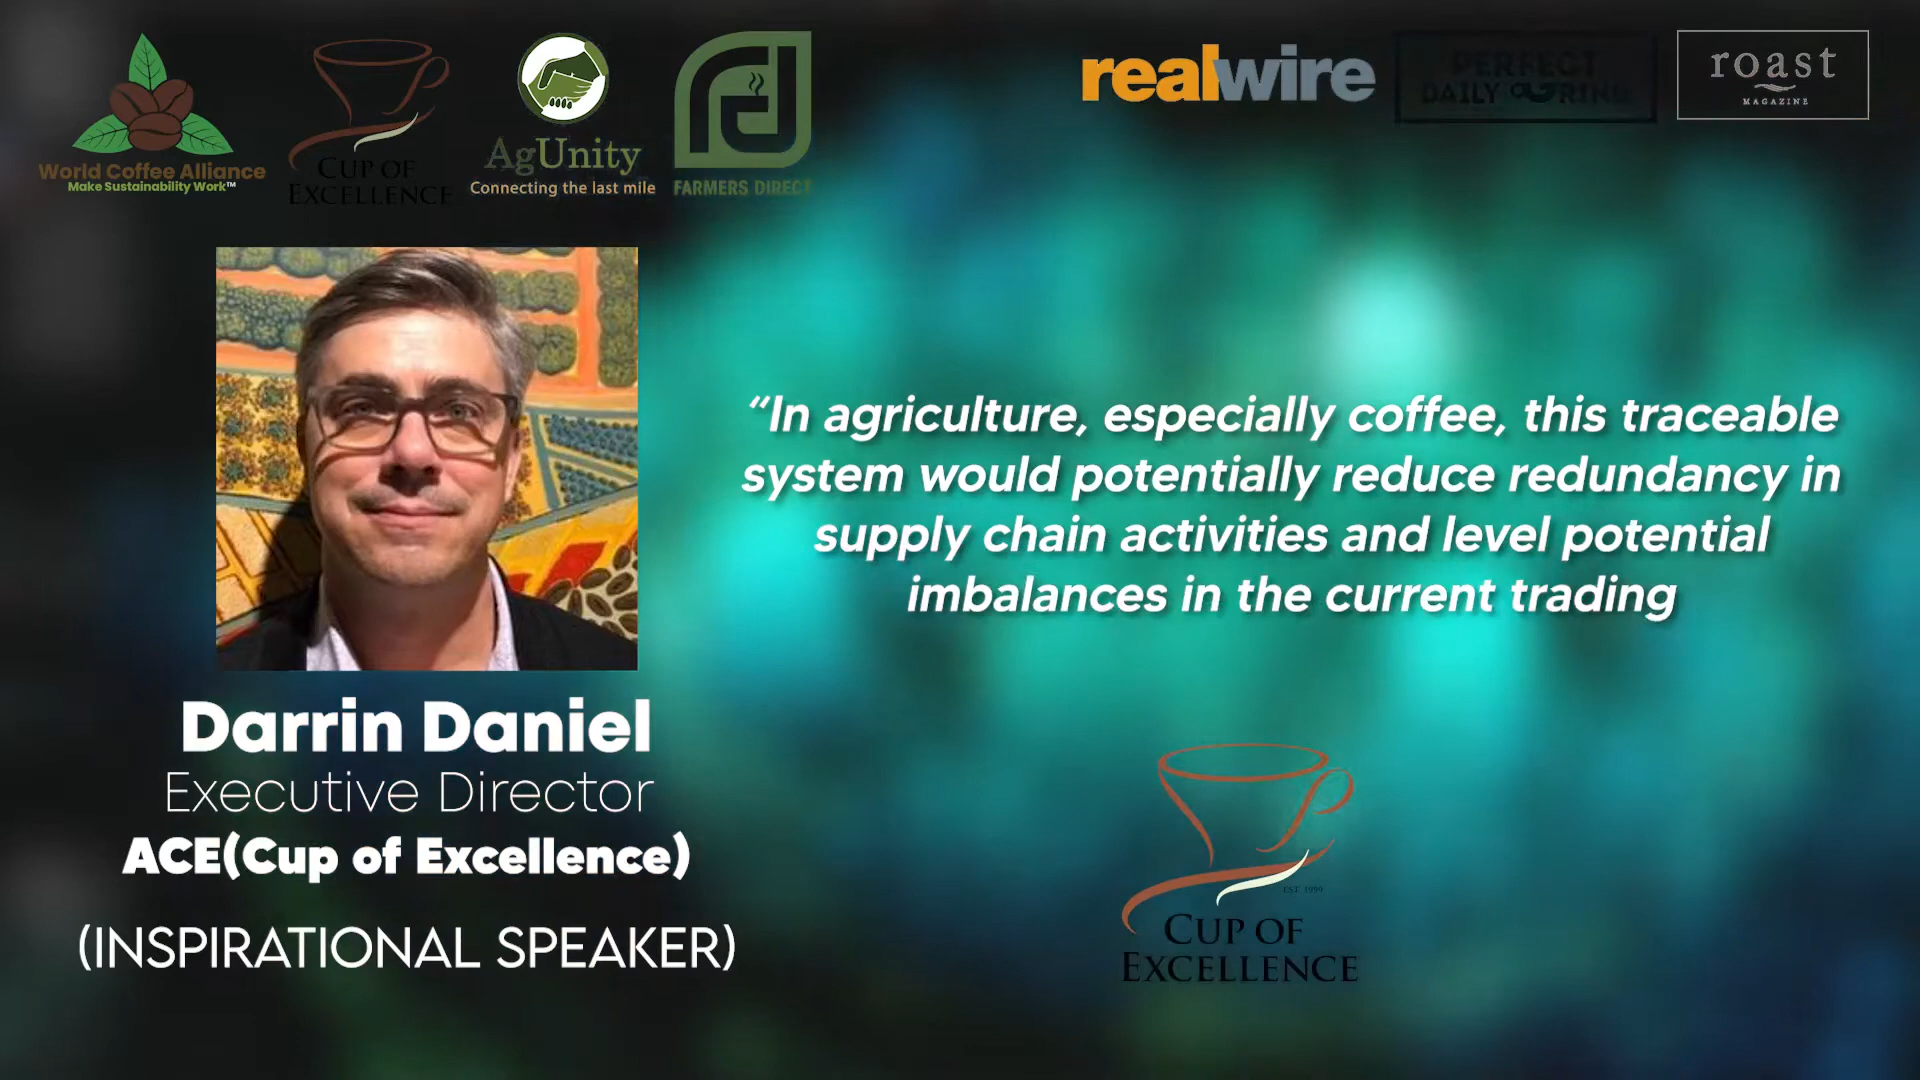 World Coffee Alliance
Make Sustainability Work™
CUP OF
EXCELLENCE
AgUnity
Connecting the last mile
FARMERS DIRECT
realwire
PERFECT
DAILY GRIND
roast
MAGAZINE
“In agriculture, especially coffee, this traceable
system would potentially reduce redundancy in
supply chain activities and level potential
imbalances in the current trading
Darrin Daniel
Executive Director
ACE(Cup of Excellence)
(INSPIRATIONAL SPEAKER)
EST 1999
CUP OF
EXCELLENCE